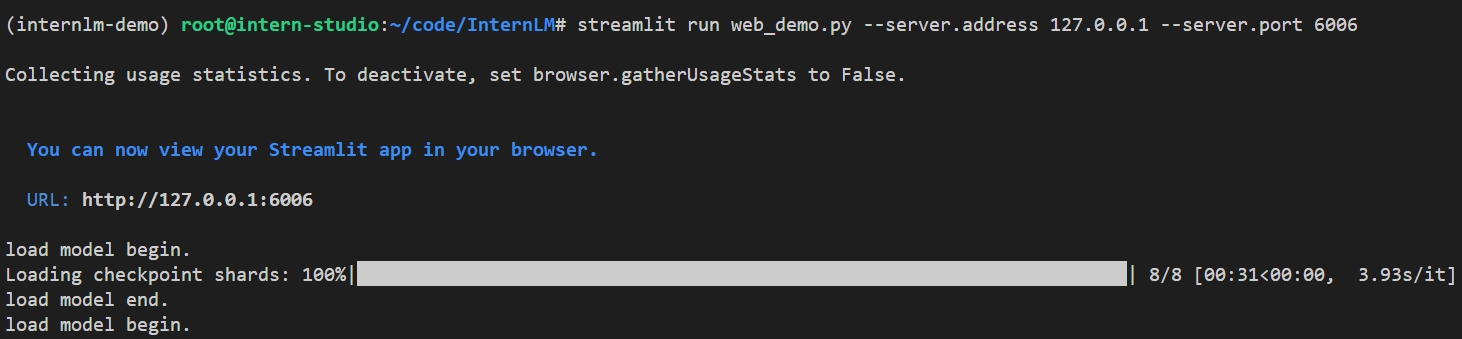 (internlm-demo) root@intern-studio:~/code/InternLM# streamlit run web_demo.py --server.address 127.0.0.1 --server.port 6006
Collecting usage statistics. To deactivate, set browser.gatherUsageStats to False.
You can now view your Streamlit app in your browser.
URL: http://127.0.0.1:6006
load model begin.
Loading checkpoint shards: 100%| | 8/8 [00:31<00:00,  3.93s/it]
load model end.
load model begin.